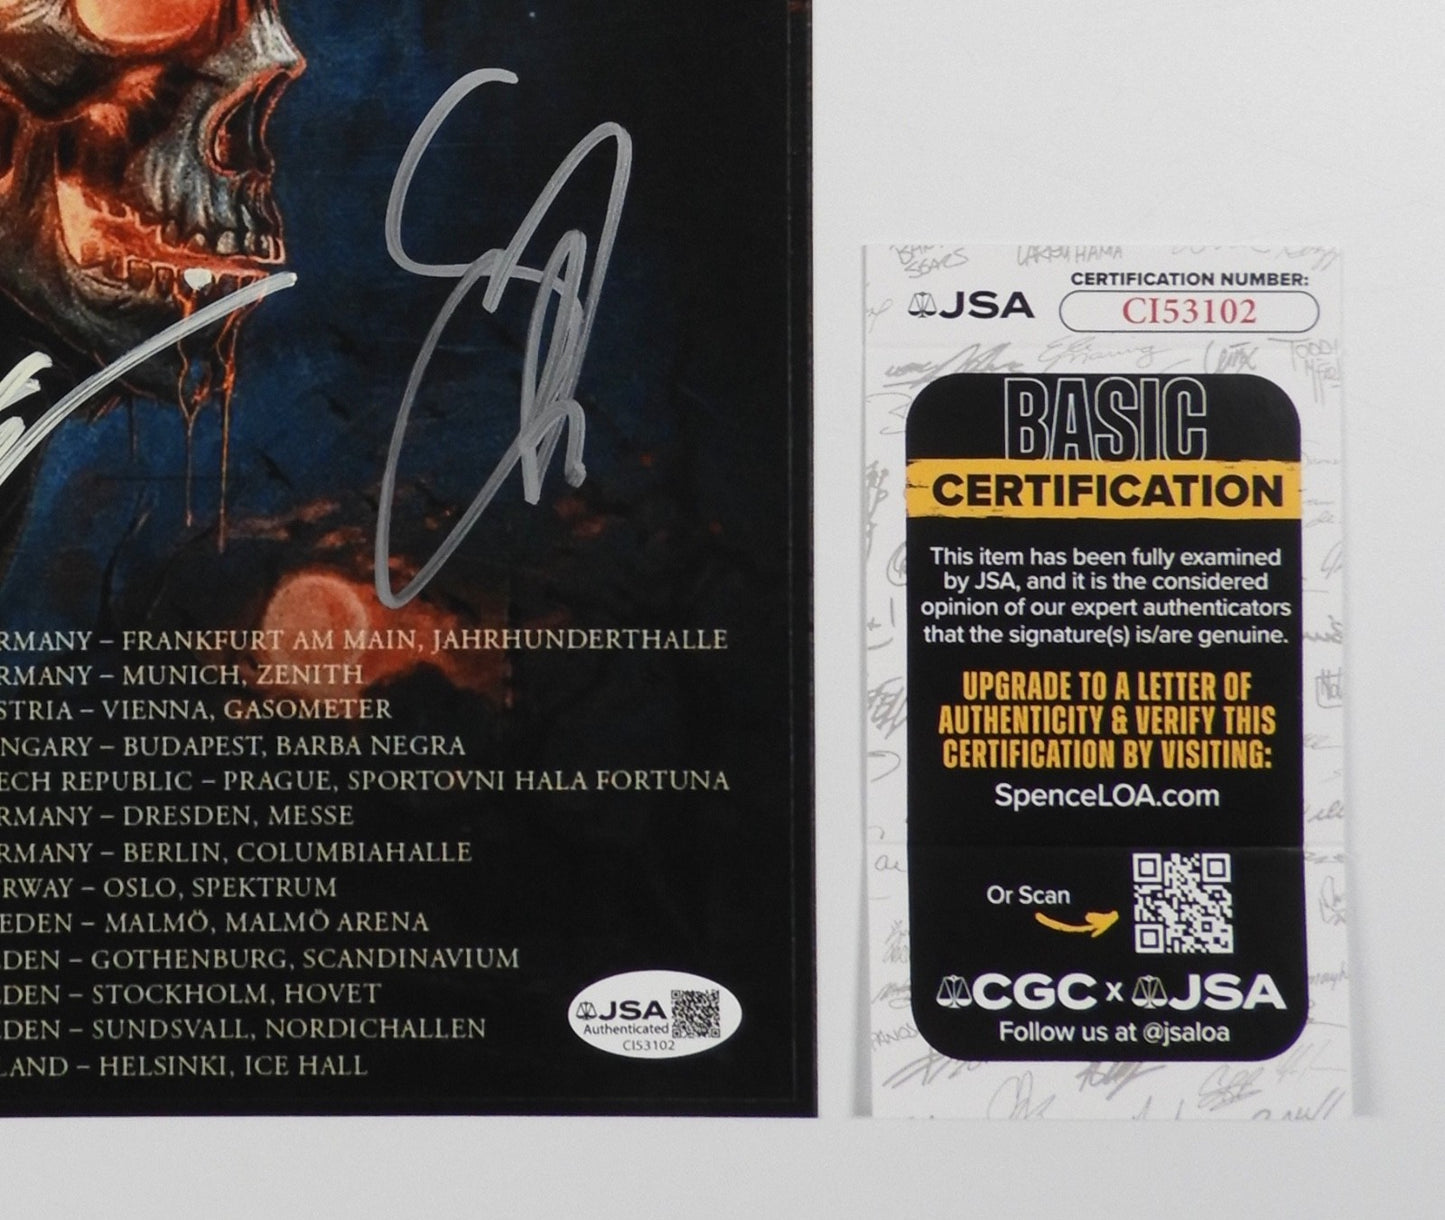 RMANY – FRANKFURT AM MAIN, JAHRHUNDERTHALLE
RMANY – MUNICH, ZENITH
STRIA – VIENNA, GASOMETER
NGARY – BUDAPEST, BARBA NEGRA
ECH REPUBLIC – PRAGUE, SPORTOVNI HALA FORTUNA
RMANY – DRESDEN, MESSE
RMANY – BERLIN, COLUMBIAHALLE
RWAY – OSLO, SPEKTRUM
EDEN – MALMÖ, MALMÖ ARENA
EDEN – GOTHENBURG, SCANDINAVIUM
EDEN – STOCKHOLM, HOVET
EDEN – SUNDSVALL, NORDICHALLEN
LAND – HELSINKI, ICE HALL
JSA
Authenticated
CI53102
JSA
CERTIFICATION NUMBER:
CI53102
BASIC
CERTIFICATION
This item has been fully examined
by JSA, and it is the considered
opinion of our expert authenticators
that the signature(s) is/are genuine.
UPGRADE TO A LETTER OF
AUTHENTICITY & VERIFY THIS
CERTIFICATION BY VISITING:
SpenceLOA.com
Or Scan
CGC x JSA
Follow us at @jsaloa